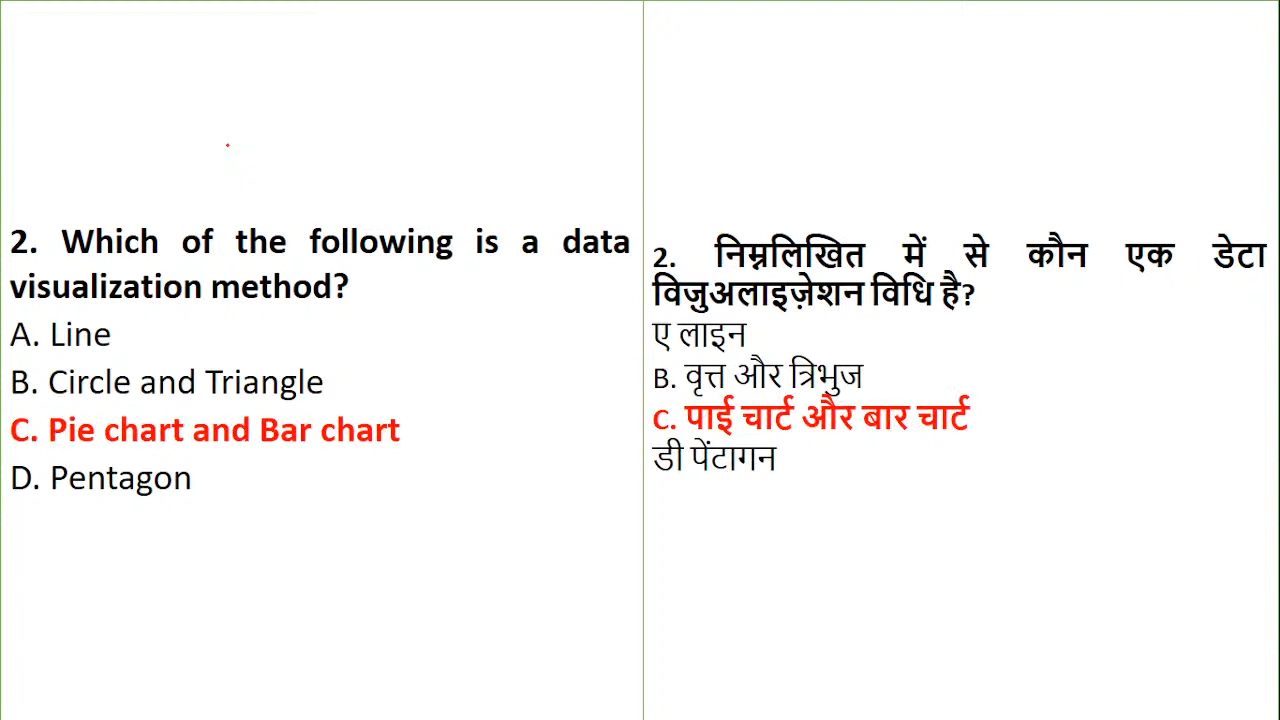 2. Which of the following is a data
visualization method?
A. Line
B. Circle and Triangle
C. Pie chart and Bar chart
D. Pentagon
2. निम्नलिखित में से कौन एक डेटा
विजुअलाइज़ेशन विधि है?
ए लाइन
B. वृत्त और त्रिभुज
C. पाई चार्ट और बार चार्ट
डी पेंटागन